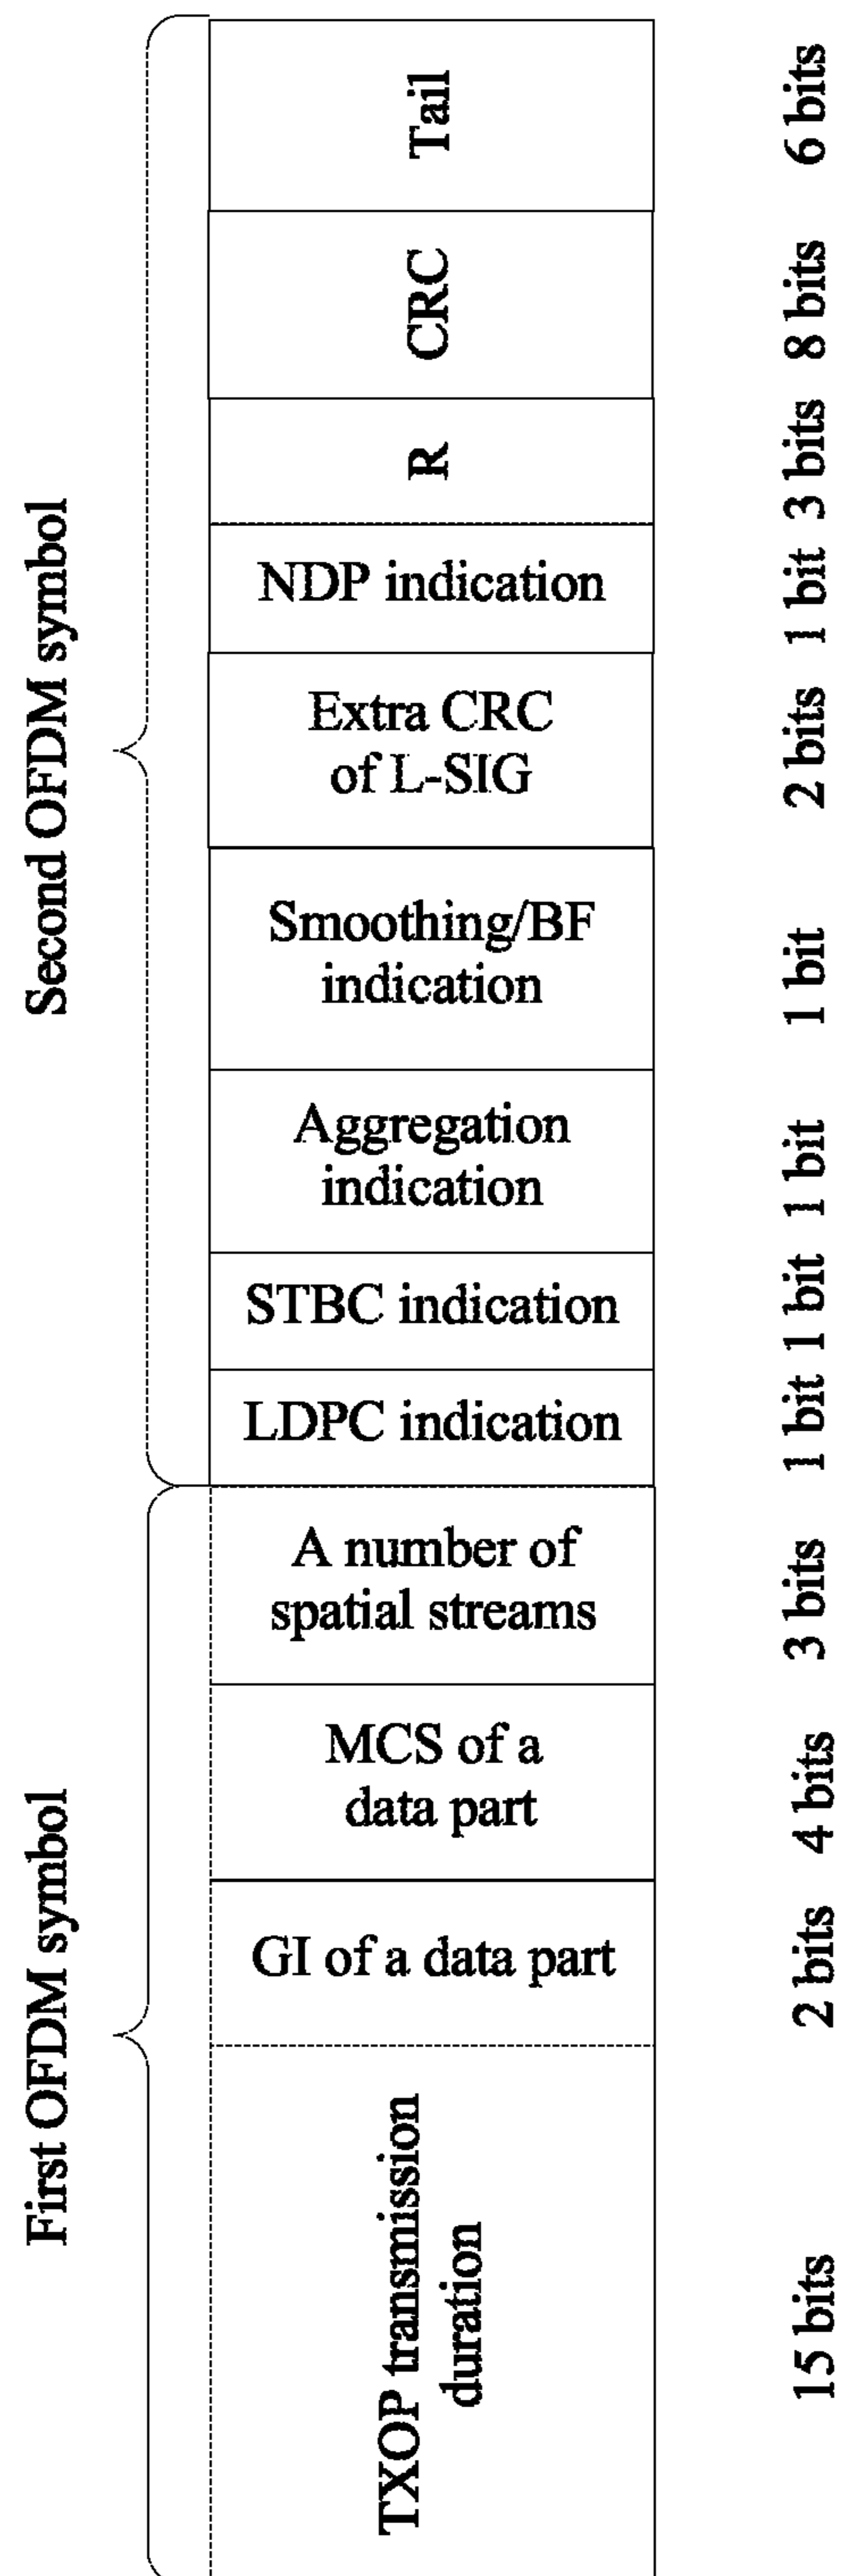 Second OFDM symbol
Tail
6 bits
CRC
8 bits
R
3 bits
NDP indication
1 bit
Extra CRC
of L-SIG
2 bits
Smoothing/BF
indication
1 bit
Aggregation
indication
1 bit
STBC indication
1 bit
LDPC indication
1 bit
First OFDM symbol
A number of
spatial streams
3 bits
MCS of a
data part
4 bits
GI of a data part
2 bits
TXOP transmission
duration
15 bits